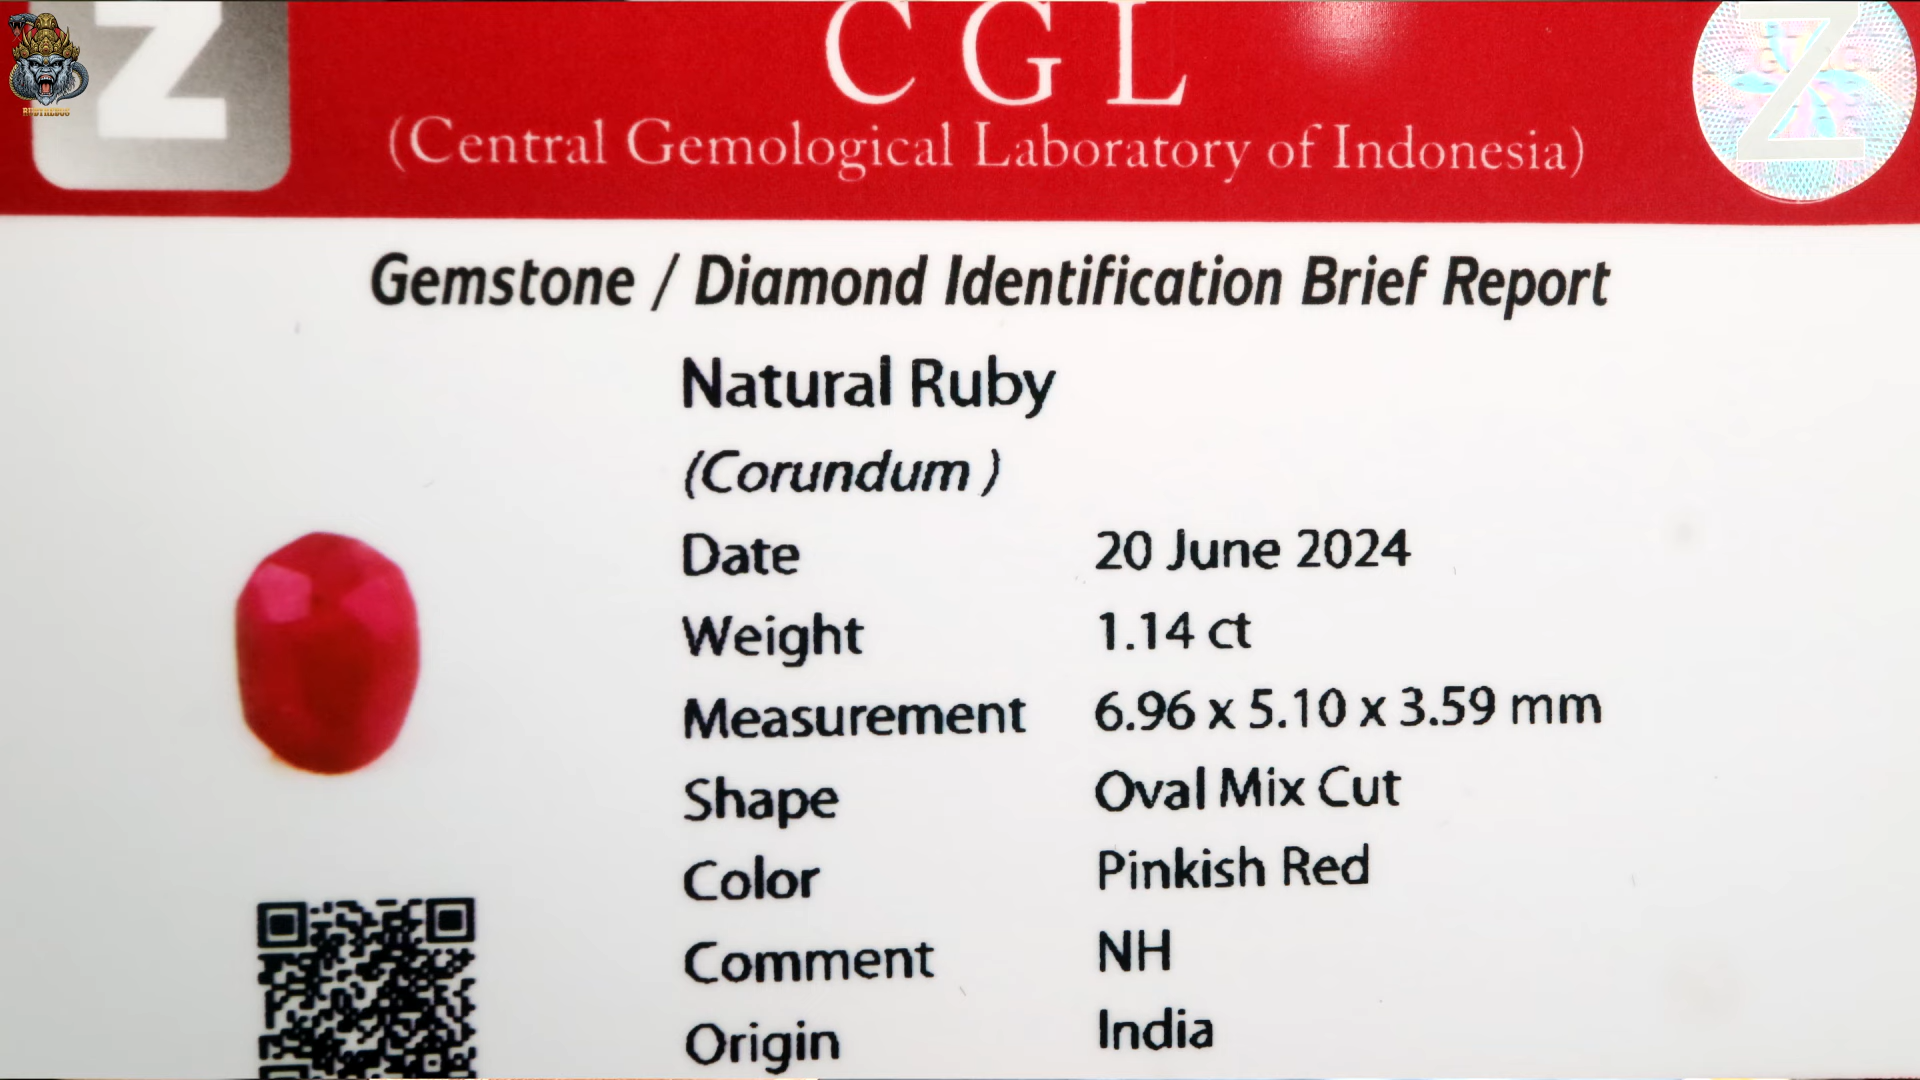 Z
C G L
Z
(Central Gemological Laboratory of Indonesia)
Gemstone / Diamond Identification Brief Report
Natural Ruby
(Corundum )
Date 20 June 2024
Weight 1.14 ct
Measurement 6.96 x 5.10 x 3.59 mm
Shape Oval Mix Cut
Color Pinkish Red
Comment NH
Origin India